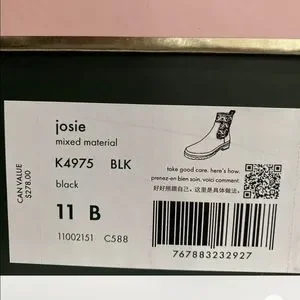 josie
mixed material
K4975 BLK
black
11 B
11002151 C588
CAN VALUE
$278.00
take good care. here's how.
prenez-en bien soin. voici comment:
好好照顾自己，这里是具体做法
767883232927